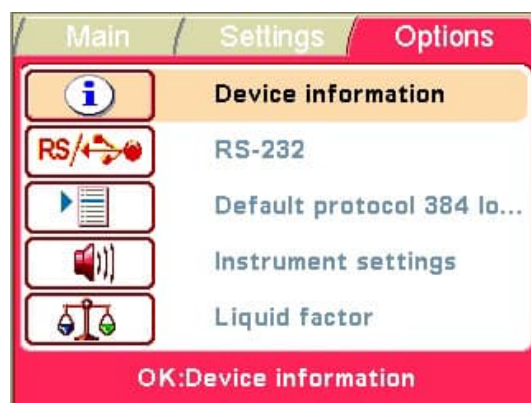 Main Settings Options
Device information
RS/ RS-232
Default protocol 384 lo...
Instrument settings
Liquid factor
OK:Device information